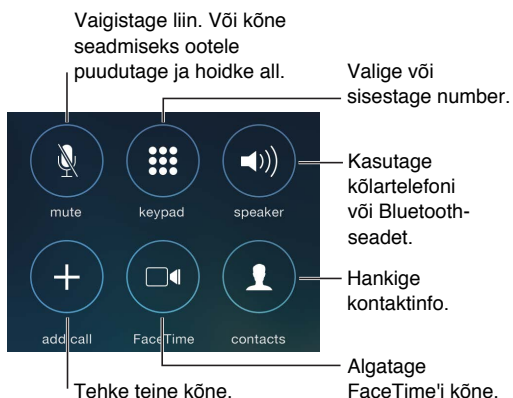 Vaigistage liin. Või kõne
seadmiseks ootele
puudutage ja hoidke all.
Valige või
sisestage number.
mute
keypad
speaker
Kasutage
kõlartelefoni
või Bluetooth-
seadet.
add call
FaceTime
contacts
Hankige
kontaktinfo.
Tehke teine kõne.
Algatage
FaceTime'i kõne.